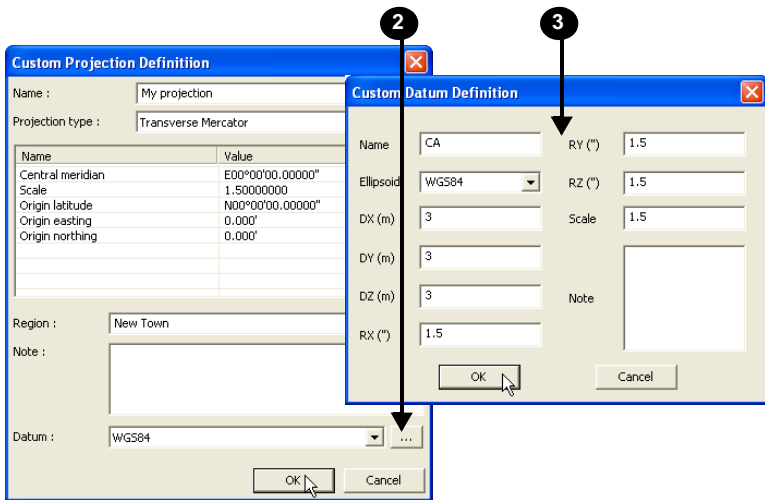 2
3
Custom Projection Definitiion
Name :
My projection
Projection type :
Transverse Mercator
Name Value
Central meridian E00°00'00.00000"
Scale 1.50000000
Origin latitude N00°00'00.00000"
Origin easting 0.000'
Origin northing 0.000'
Region :
New Town
Note :
Datum :
WGS84
...
OK
Cancel
Custom Datum Definition
Name
CA
Ellipsoid
WGS84
DX (m)
3
DY (m)
3
DZ (m)
3
RX (")
1.5
RY (")
1.5
RZ (")
1.5
Scale
1.5
Note
OK
Cancel